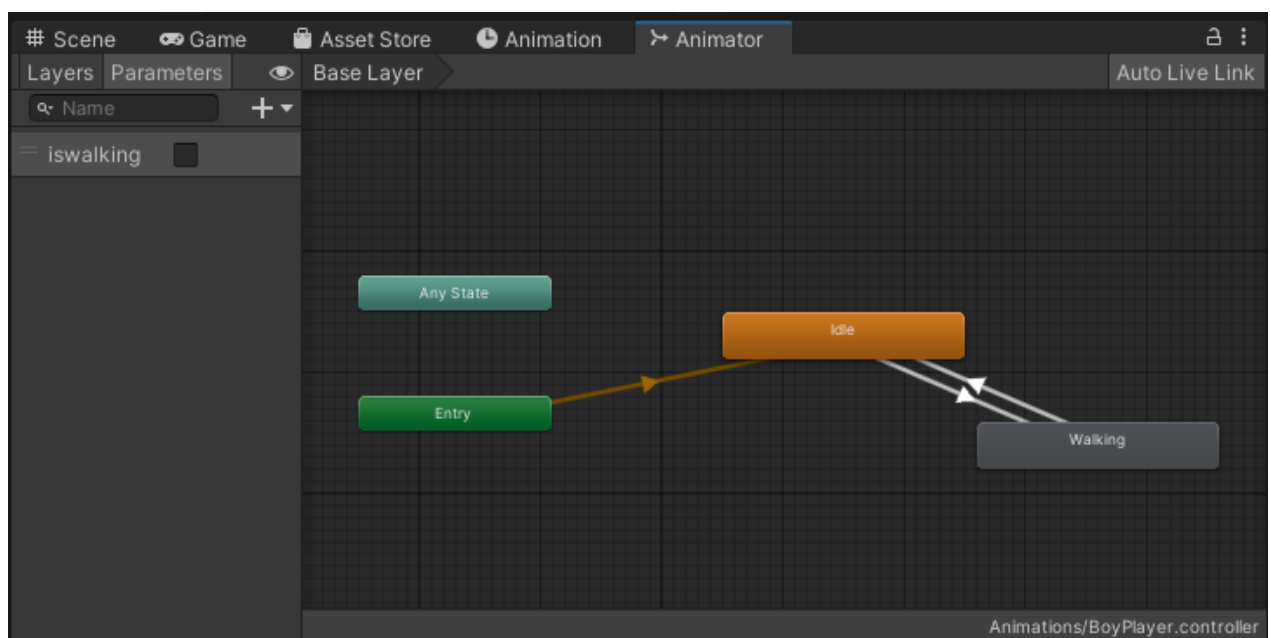 Scene Game Asset Store Animation Animator
Layers Parameters Base Layer Auto Live Link
Name
iswalking
Any State
Idle
Entry
Walking
Animations/BoyPlayer.controller